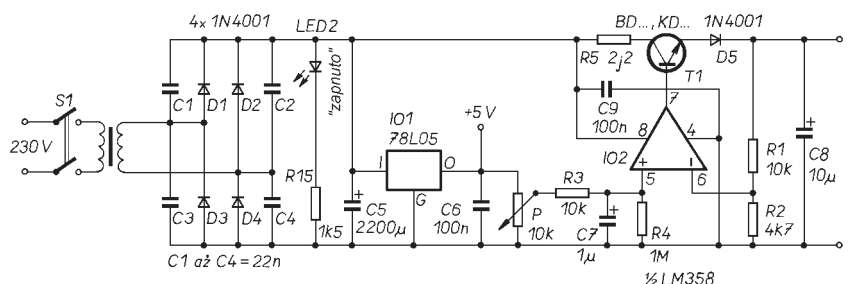 4x 1N4001
LED2
BD..., KD...
1N4001
S1
C1
D1
D2
C2
"zapnuto"
R5
2j2
T1
D5
C9
100n
7
8
4
IO2
+
−
5
6
230 V
IO1
78L05
+5 V
I
O
G
R1
10k
C8
+
10µ
R15
1k5
C3
D3
D4
C4
+
C5
2200µ
C6
100n
P
10k
R3
10k
+
C7
1µ
R4
1M
R2
4k7
C1 až C4 = 22n
½ LM358